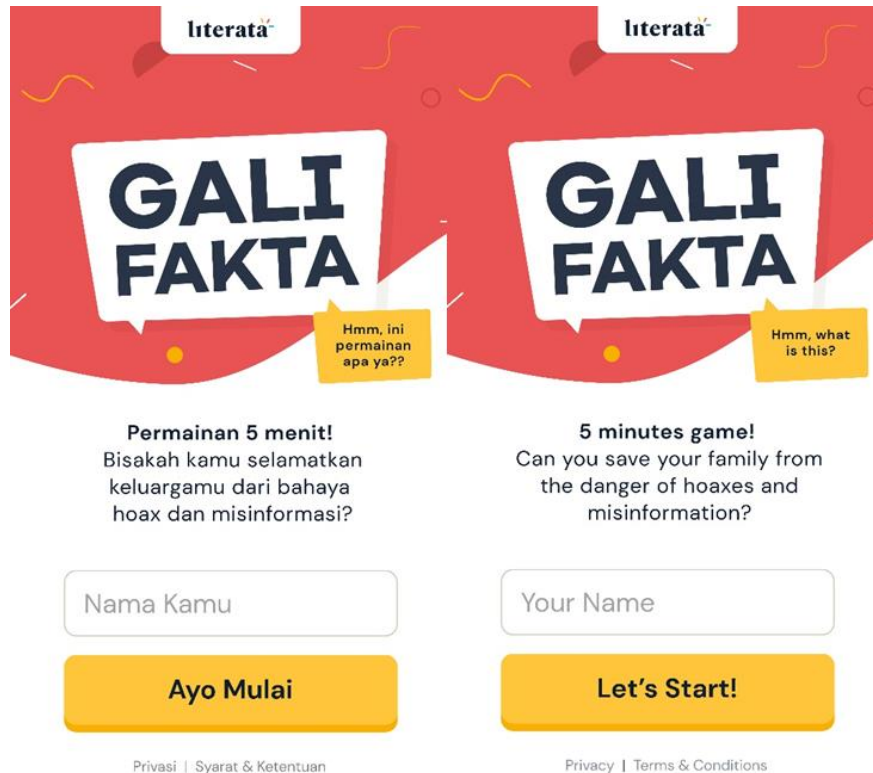 literata
GALI
FAKTA
Hmm, ini
permainan
apa ya??
Permainan 5 menit!
Bisakah kamu selamatkan
keluargamu dari bahaya
hoax dan misinformasi?
Nama Kamu
Ayo Mulai
Privasi | Syarat & Ketentuan
literata
GALI
FAKTA
Hmm, what
is this?
5 minutes game!
Can you save your family from
the danger of hoaxes and
misinformation?
Your Name
Let's Start!
Privacy | Terms & Conditions